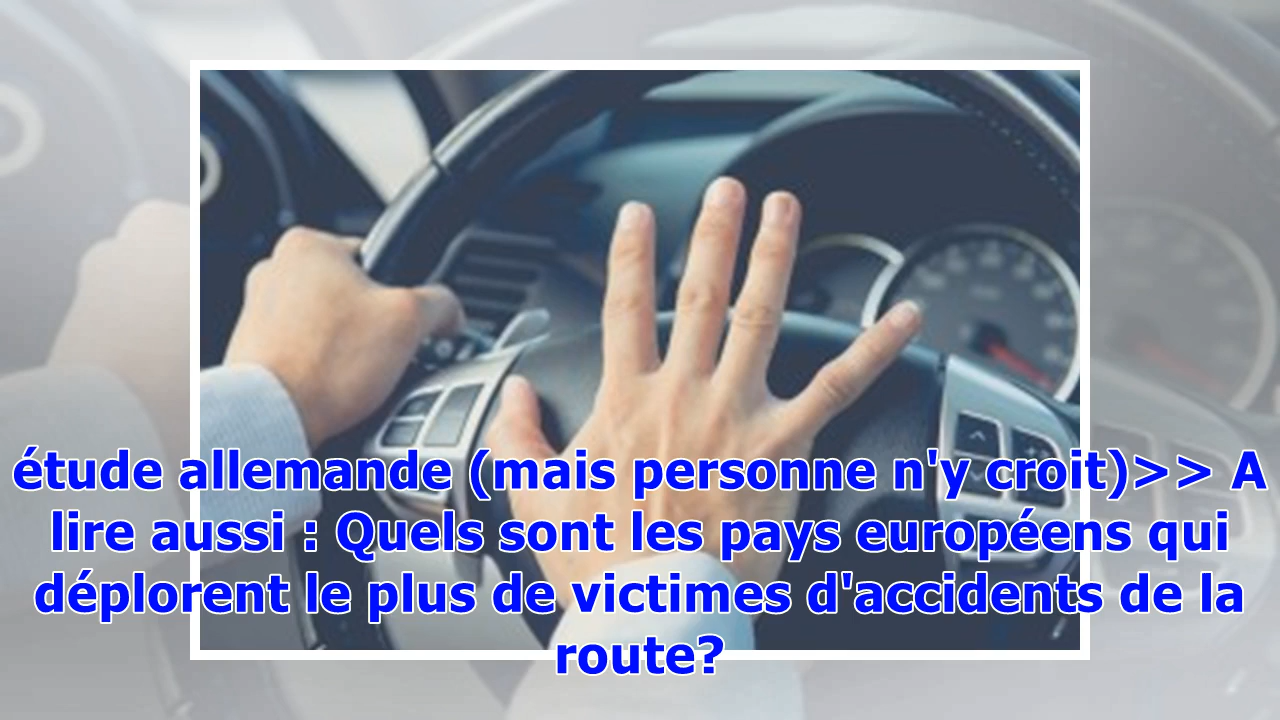 étude allemande (mais personne n'y croit)>> A
lire aussi : Quels sont les pays européens qui
déplorent le plus de victimes d'accidents de la
route?